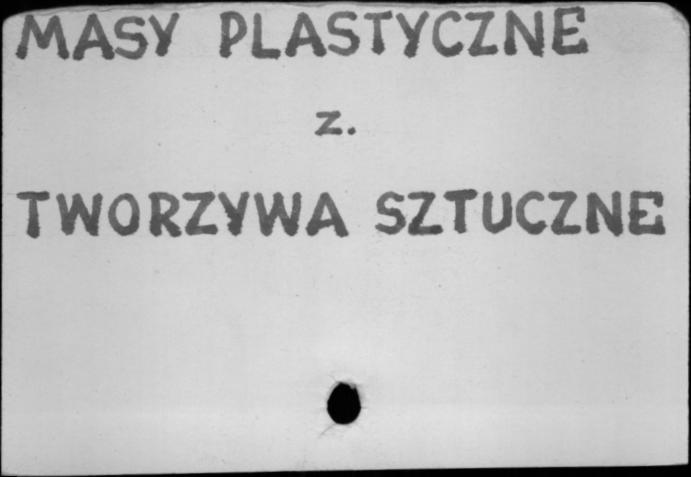 MASY PLASTYCZNE
z.
TWORZYWA SZTUCZNE